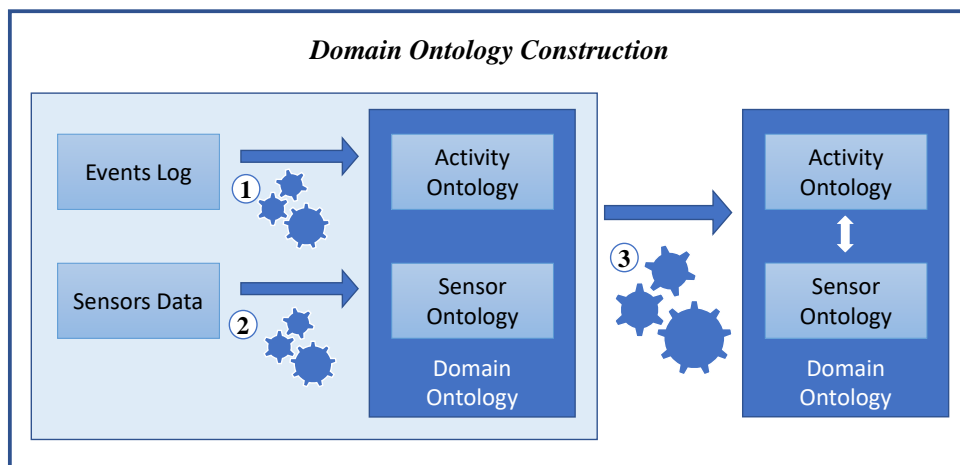 Domain Ontology Construction
Events Log
1
Activity
Ontology
Sensors Data
2
Sensor
Ontology
Domain
Ontology
3
Activity
Ontology
Sensor
Ontology
Domain
Ontology